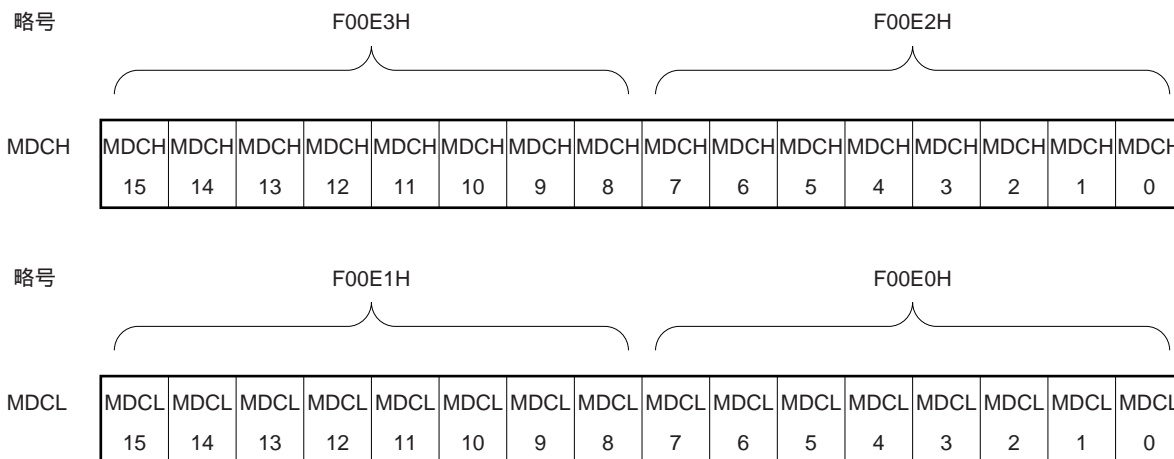 略号 F00E3H F00E2H
MDCH MDCH MDCH MDCH MDCH MDCH MDCH MDCH MDCH MDCH MDCH MDCH MDCH MDCH MDCH MDCH MDCH
15 14 13 12 11 10 9 8 7 6 5 4 3 2 1 0
略号 F00E1H F00E0H
MDCL MDCL MDCL MDCL MDCL MDCL MDCL MDCL MDCL MDCL MDCL MDCL MDCL MDCL MDCL MDCL MDCL
15 14 13 12 11 10 9 8 7 6 5 4 3 2 1 0